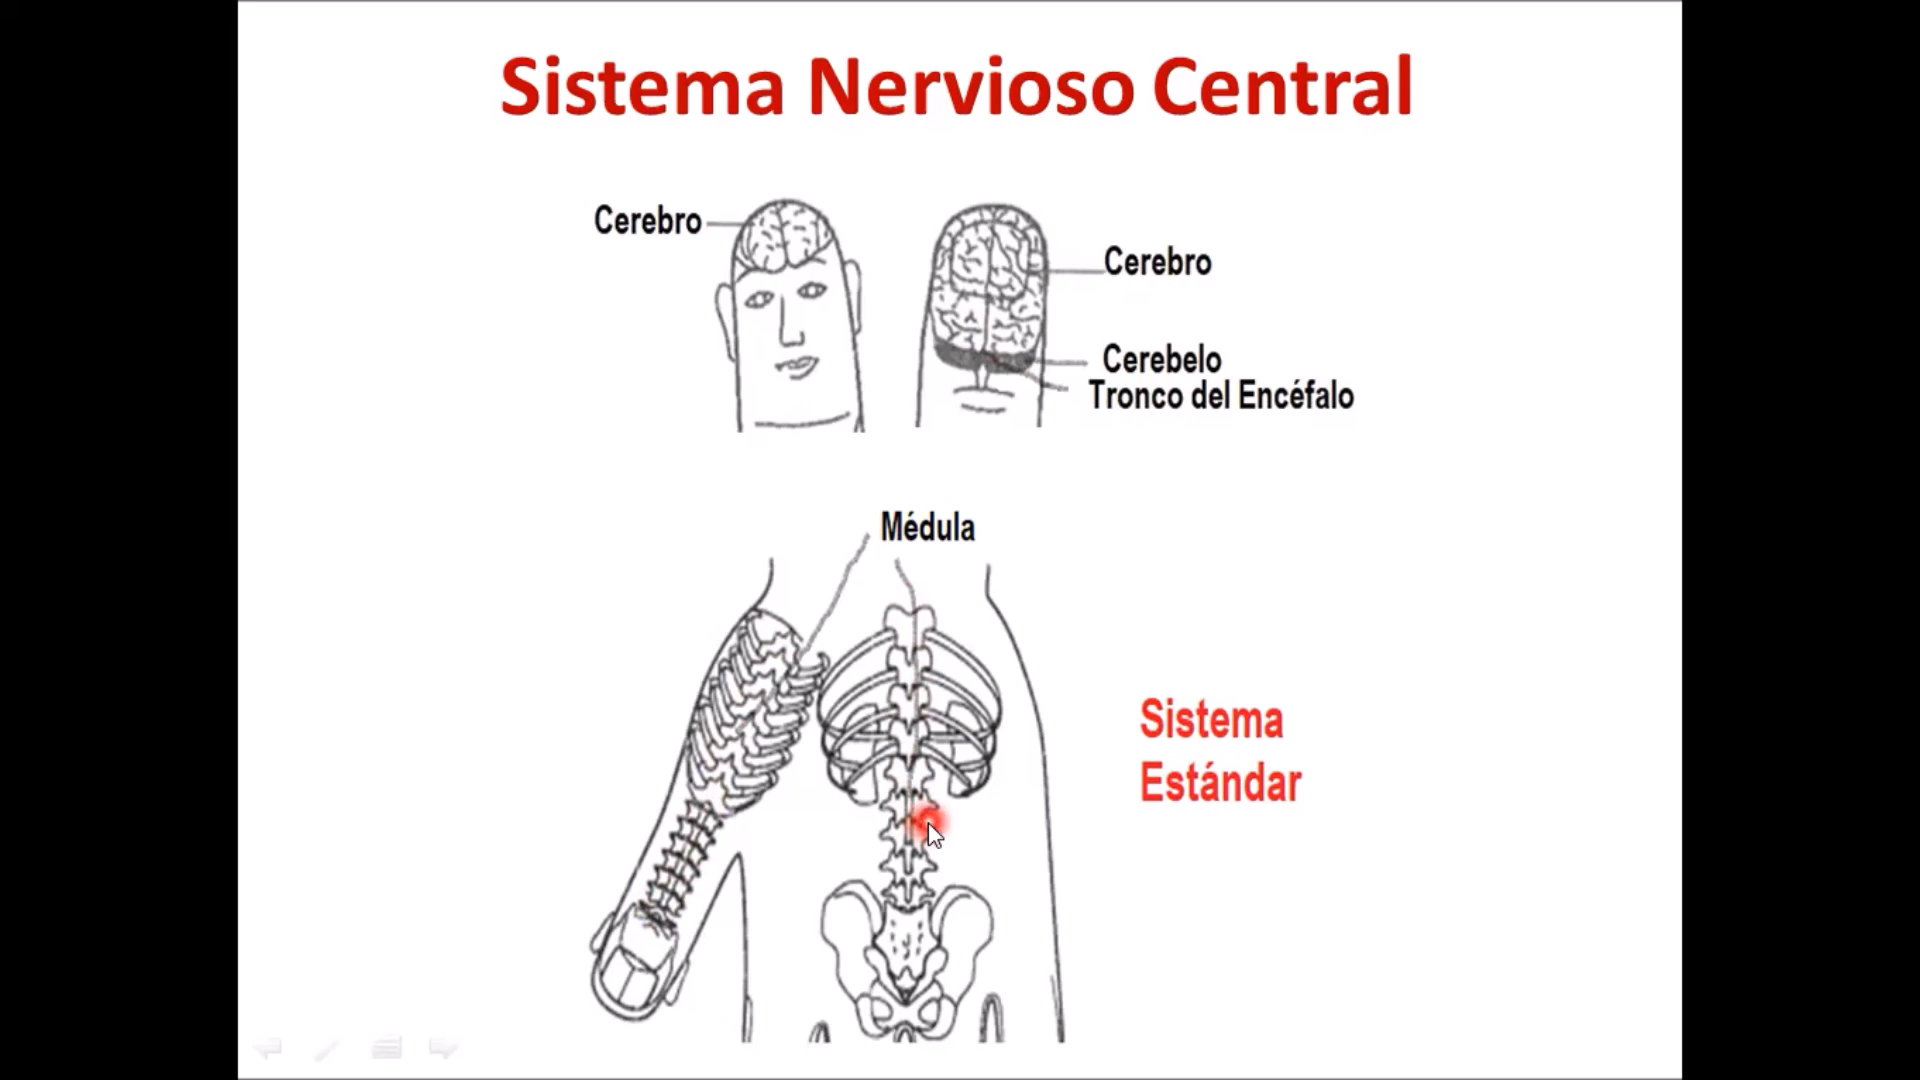 Sistema Nervioso Central
Cerebro
Cerebro
Cerebelo
Tronco del Encéfalo
Médula
Sistema
Estándar